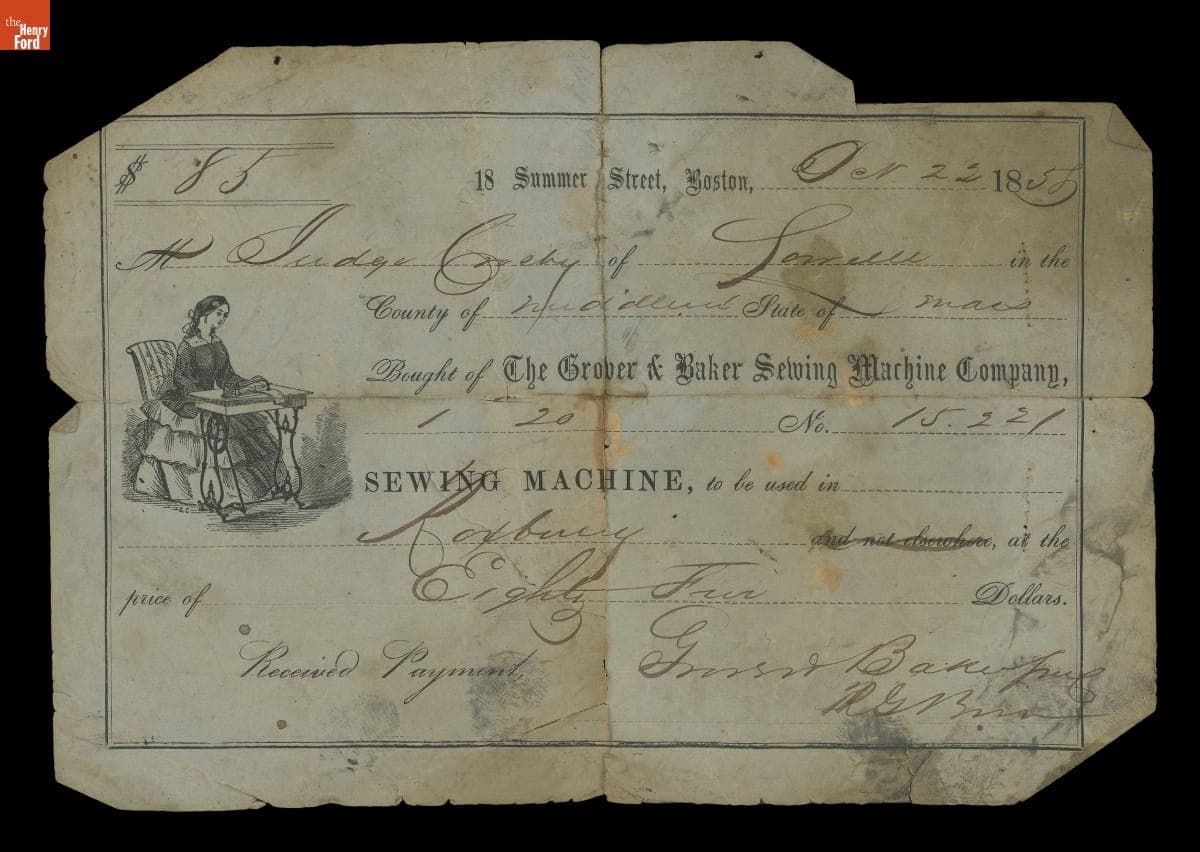 the
Henry
Ford
$ 85 18 Summer Street, Boston, Oct 22 1858
M Judge Crosby of Lowell in the
County of Middlesex State of Mass
Bought of The Grover & Baker Sewing Machine Company,
1 20 No. 15.221
SEWING MACHINE, to be used in
Roxbury and not elsewhere, at the
price of Eighty Five Dollars.
Received Payment, Grover & Baker